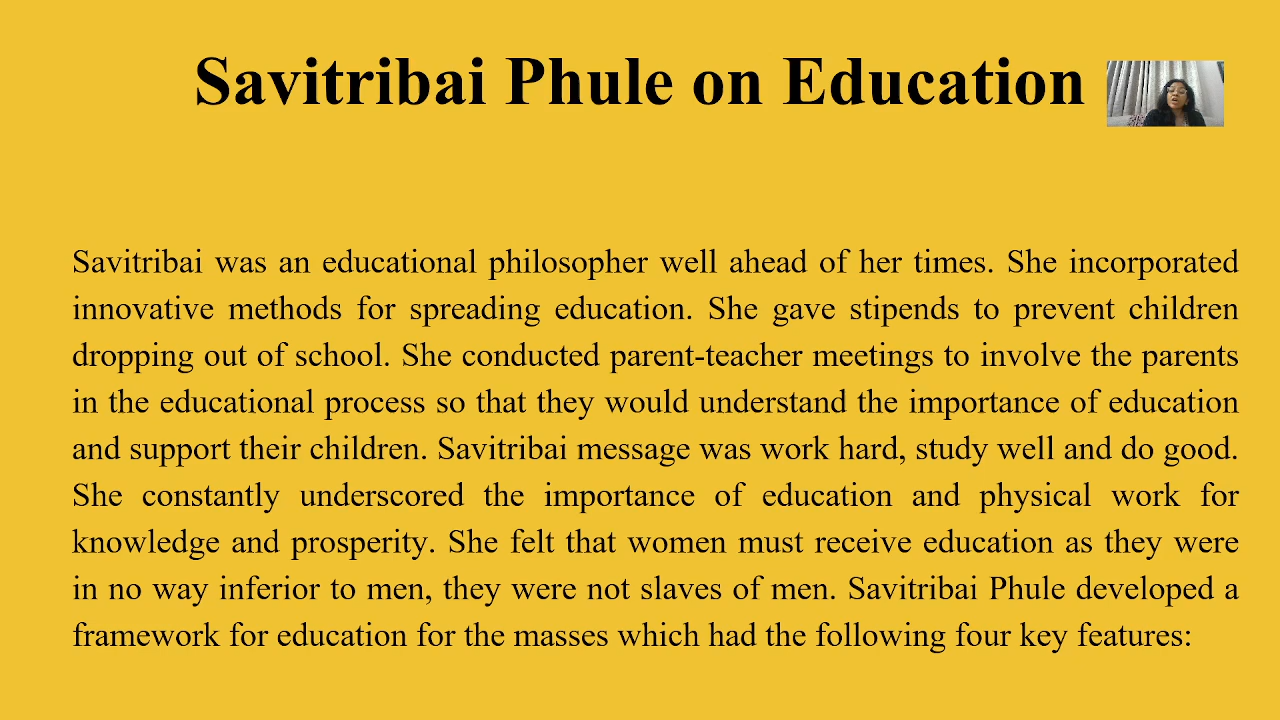 Savitribai Phule on Education
Savitribai was an educational philosopher well ahead of her times. She incorporated
innovative methods for spreading education. She gave stipends to prevent children
dropping out of school. She conducted parent-teacher meetings to involve the parents
in the educational process so that they would understand the importance of education
and support their children. Savitribai message was work hard, study well and do good.
She constantly underscored the importance of education and physical work for
knowledge and prosperity. She felt that women must receive education as they were
in no way inferior to men, they were not slaves of men. Savitribai Phule developed a
framework for education for the masses which had the following four key features: